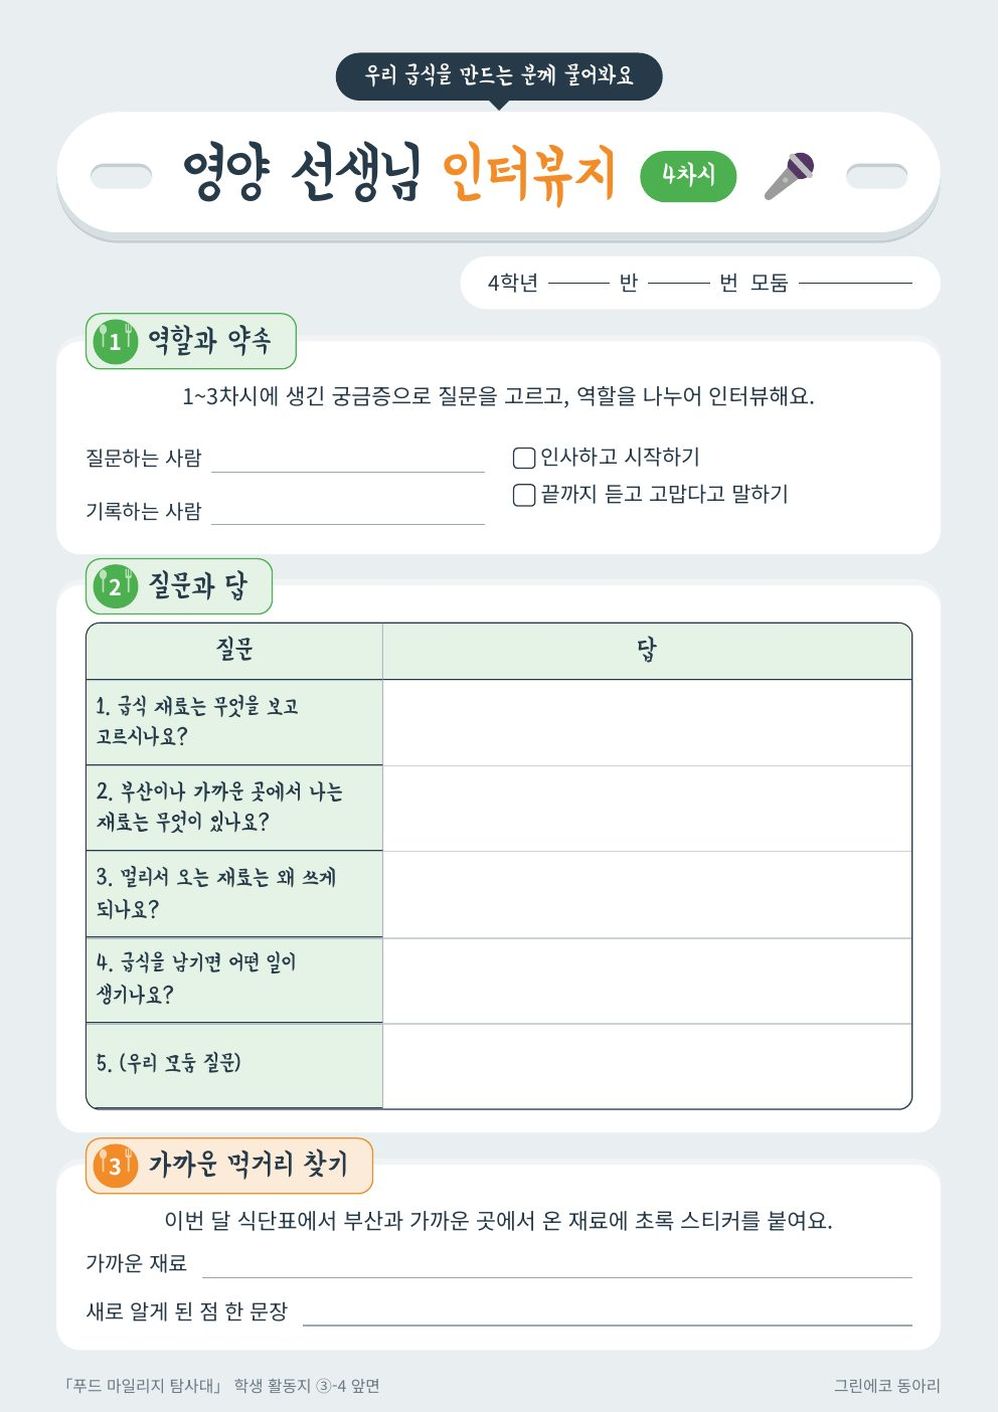 우리 급식을 만드는 분께 물어봐요
영양 선생님 인터뷰지 4차시
4학년 반 번 모둠
1 역할과 약속
1~3차시에 생긴 궁금증으로 질문을 고르고, 역할을 나누어 인터뷰해요.
질문하는 사람
기록하는 사람
인사하고 시작하기
끝까지 듣고 고맙다고 말하기
2 질문과 답
질문 답
1. 급식 재료는 무엇을 보고
고르시나요?
2. 부산이나 가까운 곳에서 나는
재료는 무엇이 있나요?
3. 멀리서 오는 재료는 왜 쓰게
되나요?
4. 급식을 남기면 어떤 일이
생기나요?
5. (우리 모둠 질문)
3 가까운 먹거리 찾기
이번 달 식단표에서 부산과 가까운 곳에서 온 재료에 초록 스티커를 붙여요.
가까운 재료
새로 알게 된 점 한 문장
「푸드 마일리지 탐사대」 학생 활동지 ③-4 앞면
그린에코 동아리